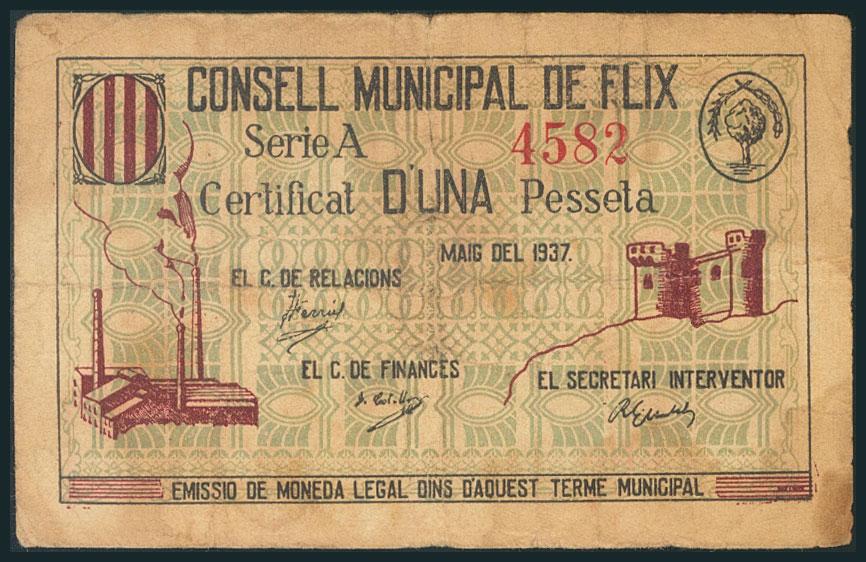 CONSELL MUNICIPAL DE FLIX
Serie A 4582
Certificat D'UNA Pesseta
MAIG DEL 1937.
EL C. DE RELACIONS
EL C. DE FINANCES
EL SECRETARI INTERVENTOR
EMISSIO DE MONEDA LEGAL DINS D'AQUEST TERME MUNICIPAL